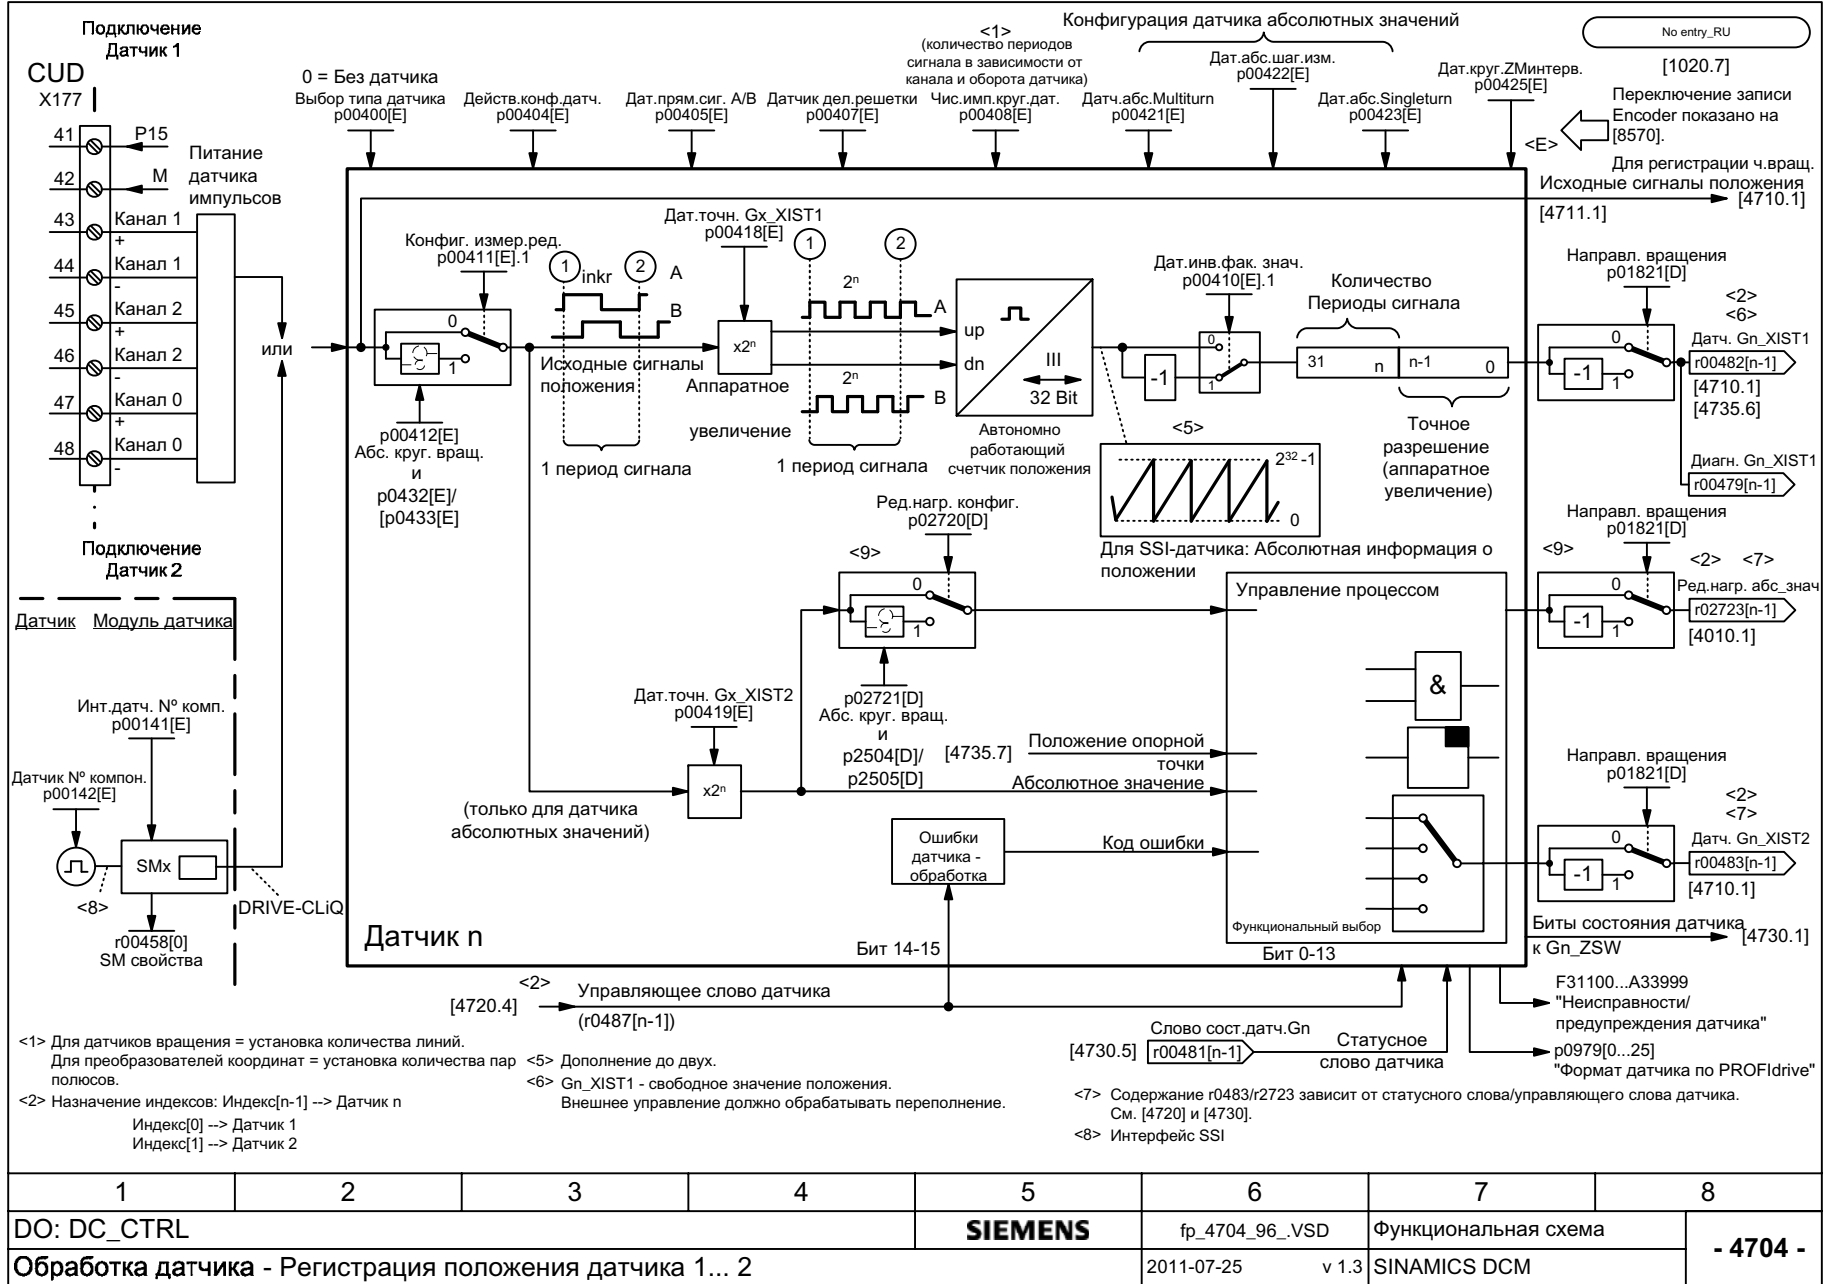 Подключение
Датчик 1
CUD
X177
41
P15
42
M
Питание
датчика
импульсов
43
Канал 1
+
44
Канал 1
-
45
Канал 2
+
46
Канал 2
-
47
Канал 0
+
48
Канал 0
-
или
Подключение
Датчик 2
Датчик Модуль датчика
Инт.датч. № комп.
p00141[E]
Датчик № компон.
p00142[E]
SMx
<8>
DRIVE-CLiQ
r00458[0]
SM свойства
0 = Без датчика
Выбор типа датчика
p00400[E]
Действ.конф.датч.
p00404[E]
Дат.прям.сиг. A/B
p00405[E]
Датчик дел.решетки
p00407[E]
<1>
(количество периодов
сигнала в зависимости от
канала и оборота датчика)
Чис.имп.круг.дат.
p00408[E]
Конфигурация датчика абсолютных значений
Датч.абс.Multiturn
p00421[E]
Дат.абс.шаг.изм.
p00422[E]
Дат.абс.Singleturn
p00423[E]
Дат.круг.ZMинтерв.
p00425[E]
No entry_RU
[1020.7]
Переключение записи
Encoder показано на
[8570].
<E>
Для регистрации ч.вращ.
Исходные сигналы положения
[4710.1]
[4711.1]
Конфиг. измер.ред.
p00411[E].1
0
1
p00412[E]
Абс. круг. вращ.
и
p0432[E]/
[p0433[E]
1
inkr
2
A
B
Исходные сигналы
положения
1 период сигнала
Дат.точн. Gx_XIST1
p00418[E]
x2ⁿ
Аппаратное
увеличение
1
2
2ⁿ
A
2ⁿ
B
1 период сигнала
up
dn
III
32 Bit
Автономно
работающий
счетчик положения
Дат.инв.фак. знач.
p00410[E].1
0
-1
1
Количество
Периоды сигнала
31
n
n-1
0
Точное
разрешение
(аппаратное
увеличение)
<5>
2³²-1
0
Для SSI-датчика: Абсолютная информация о
положении
Направл. вращения
p01821[D]
<2>
<6>
0
-1
1
Датч. Gn_XIST1
r00482[n-1]
[4710.1]
[4735.6]
Диагн. Gn_XIST1
r00479[n-1]
Ред.нагр. конфиг.
p02720[D]
<9>
0
1
p02721[D]
Абс. круг. вращ.
и
p2504[D]/
p2505[D]
Дат.точн. Gx_XIST2
p00419[E]
x2ⁿ
(только для датчика
абсолютных значений)
[4735.7]
Положение опорной
точки
Абсолютное значение
Ошибки
датчика -
обработка
Код ошибки
Управление процессом
&
Функциональный выбор
Направл. вращения
p01821[D]
<9>
<2> <7>
0
-1
1
Ред.нагр. абс_знач
r02723[n-1]
[4010.1]
Направл. вращения
p01821[D]
<2>
<7>
0
-1
1
Датч. Gn_XIST2
r00483[n-1]
[4710.1]
Датчик n
Бит 14-15
Бит 0-13
Биты состояния датчика
к Gn_ZSW
[4730.1]
<2>
[4720.4]
Управляющее слово датчика
(r0487[n-1])
F31100...A33999
"Неисправности/
предупреждения датчика"
[4730.5]
Слово сост.датч.Gn
r00481[n-1]
Статусное
слово датчика
p0979[0...25]
"Формат датчика по PROFIdrive"
<1> Для датчиков вращения = установка количества линий.
Для преобразователей координат = установка количества пар
полюсов.
<2> Назначение индексов: Индекс[n-1] --> Датчик n
Индекс[0] --> Датчик 1
Индекс[1] --> Датчик 2
<5> Дополнение до двух.
<6> Gn_XIST1 - свободное значение положения.
Внешнее управление должно обрабатывать переполнение.
<7> Содержание r0483/r2723 зависит от статусного слова/управляющего слова датчика.
См. [4720] и [4730].
<8> Интерфейс SSI
1 2 3 4 5 6 7 8
DO: DC_CTRL
SIEMENS
fp_4704_96_.VSD
Функциональная схема
- 4704 -
Обработка датчика - Регистрация положения датчика 1... 2
2011-07-25
v 1.3
SINAMICS DCM